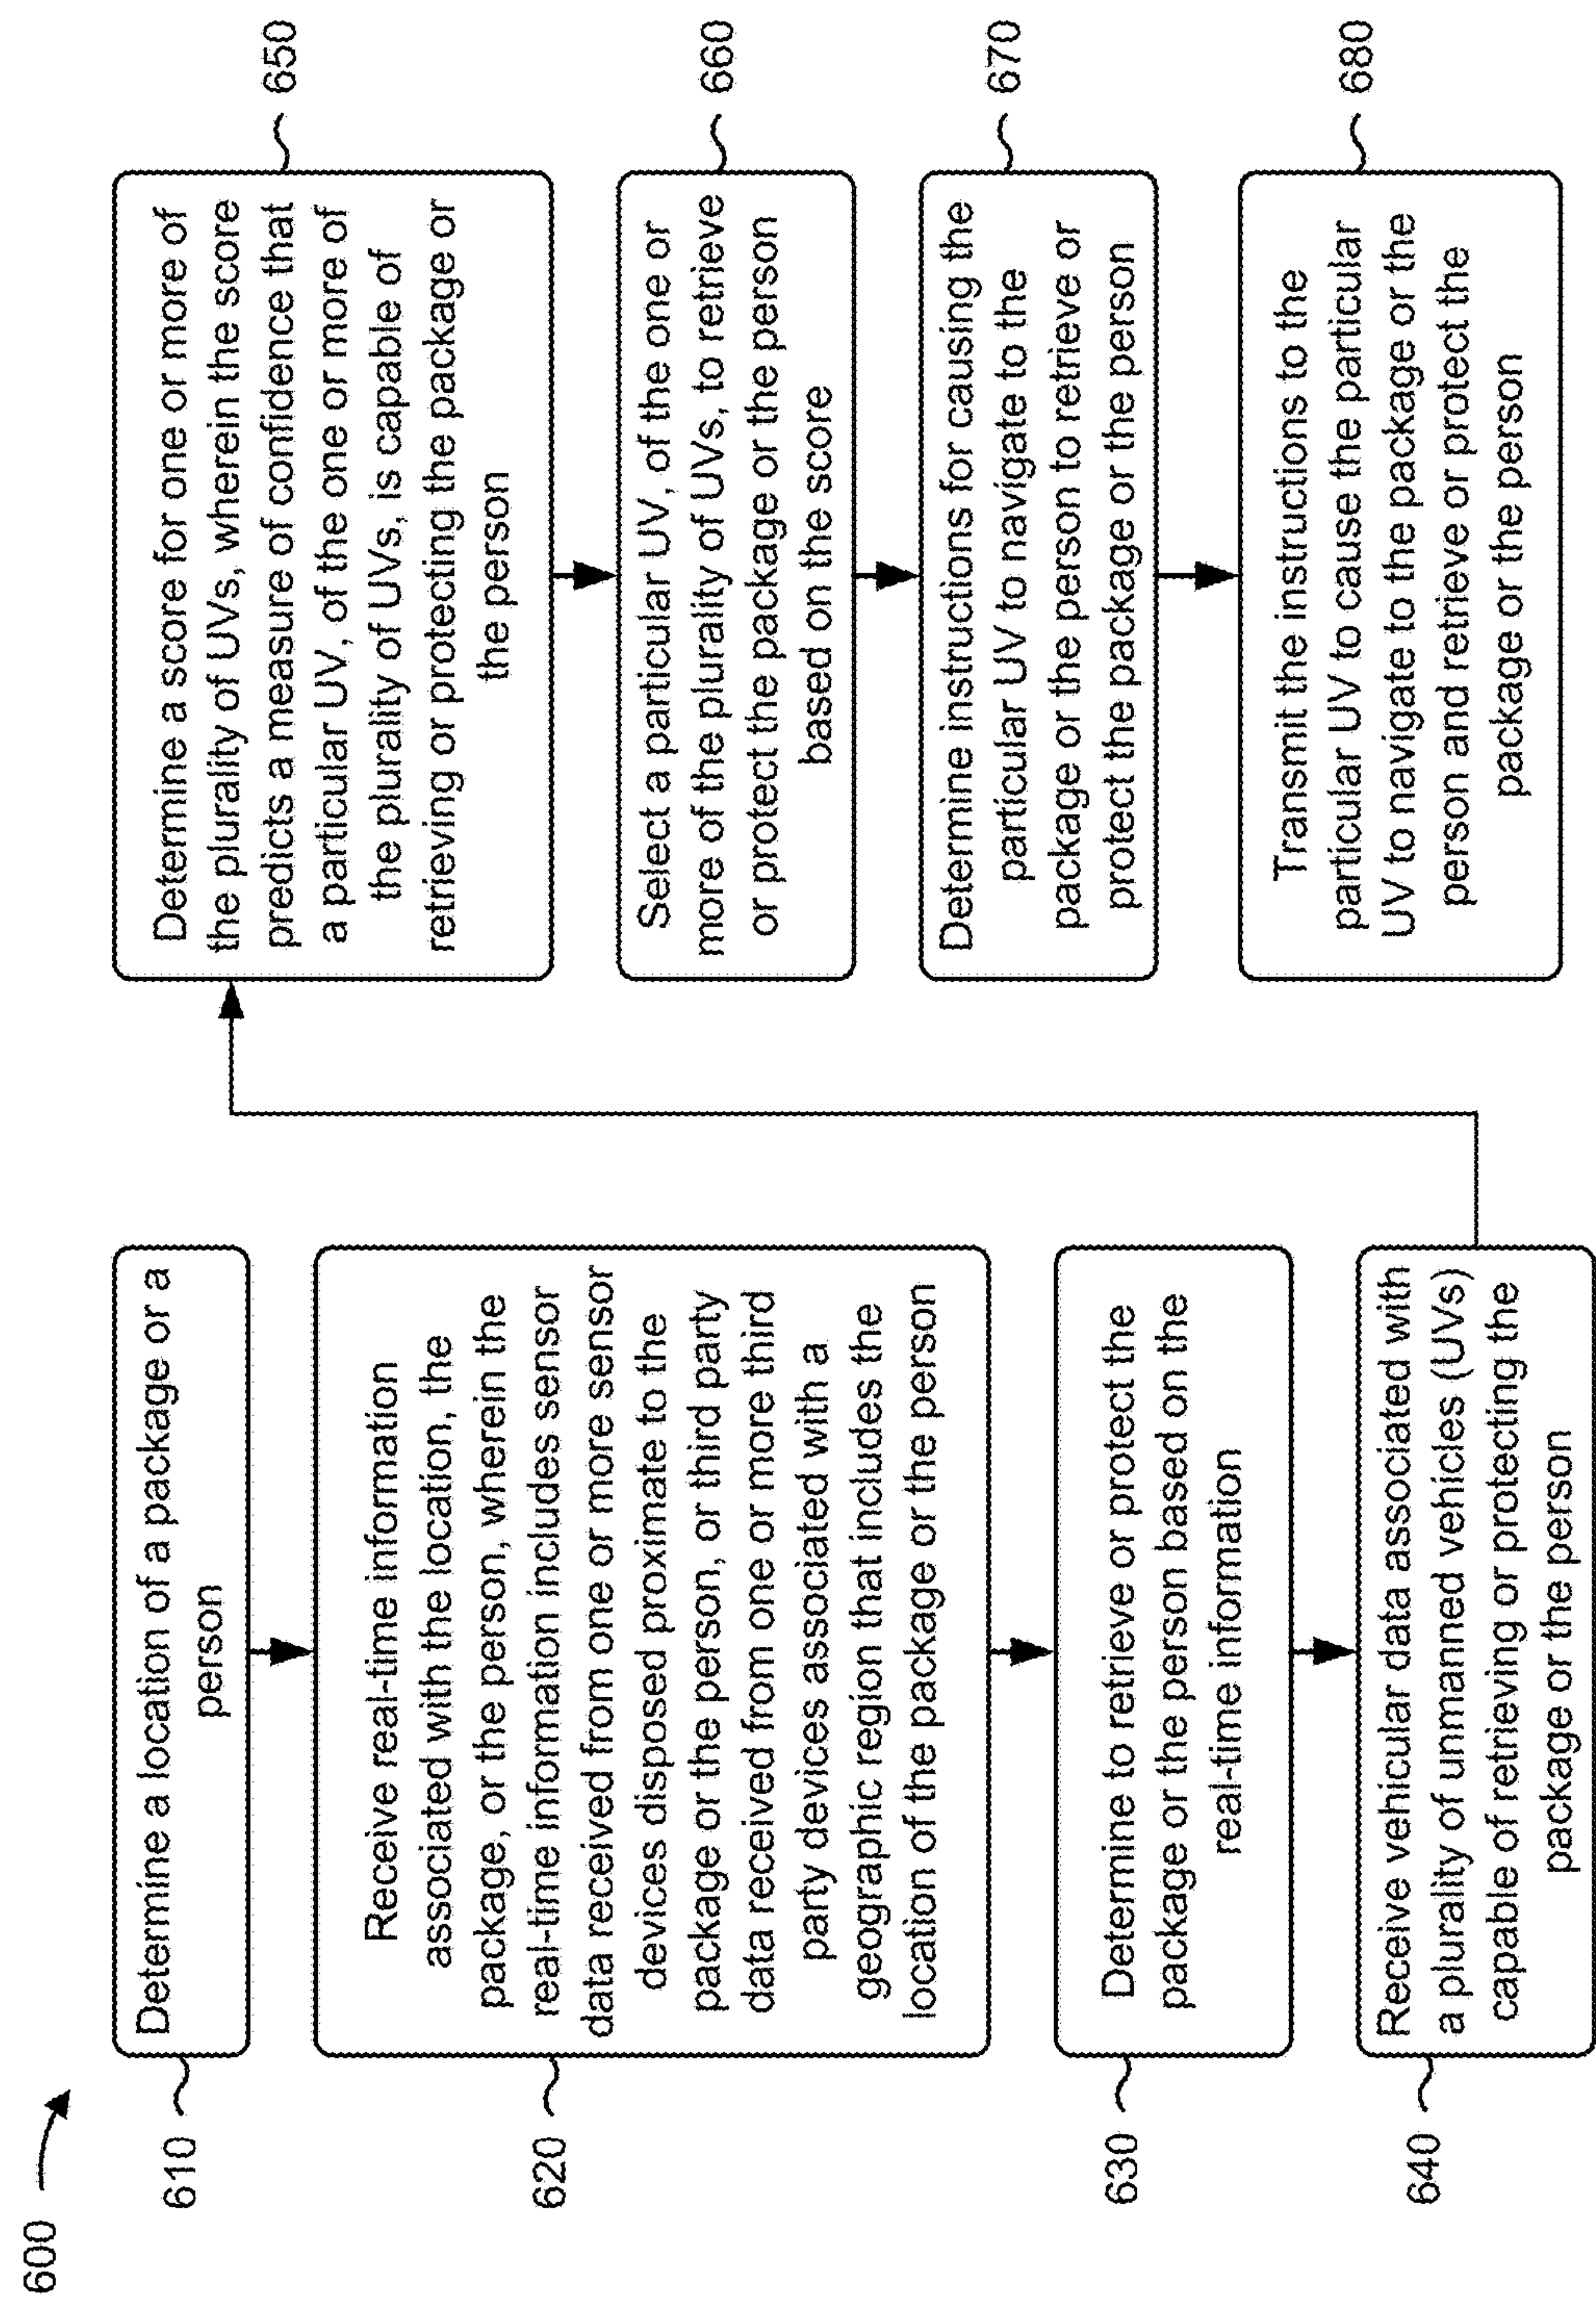 600
610
Determine a location of a package or a
person
620
Receive real-time information
associated with the location, the
package, or the person, wherein the
real-time information includes sensor
data received from one or more sensor
devices disposed proximate to the
package or the person, or third party
data received from one or more third
party devices associated with a
geographic region that includes the
location of the package or the person
630
Determine to retrieve or protect the
package or the person based on the
real-time information
640
Receive vehicular data associated with
a plurality of unmanned vehicles (UVs)
capable of retrieving or protecting the
package or the person
650
Determine a score for one or more of
the plurality of UVs, wherein the score
predicts a measure of confidence that
a particular UV, of the one or more of
the plurality of UVs, is capable of
retrieving or protecting the package or
the person
660
Select a particular UV, of the one or
more of the plurality of UVs, to retrieve
or protect the package or the person
based on the score
670
Determine instructions for causing the
particular UV to navigate to the
package or the person to retrieve or
protect the package or the person
680
Transmit the instructions to the
particular UV to cause the particular
UV to navigate to the package or the
person and retrieve or protect the
package or the person